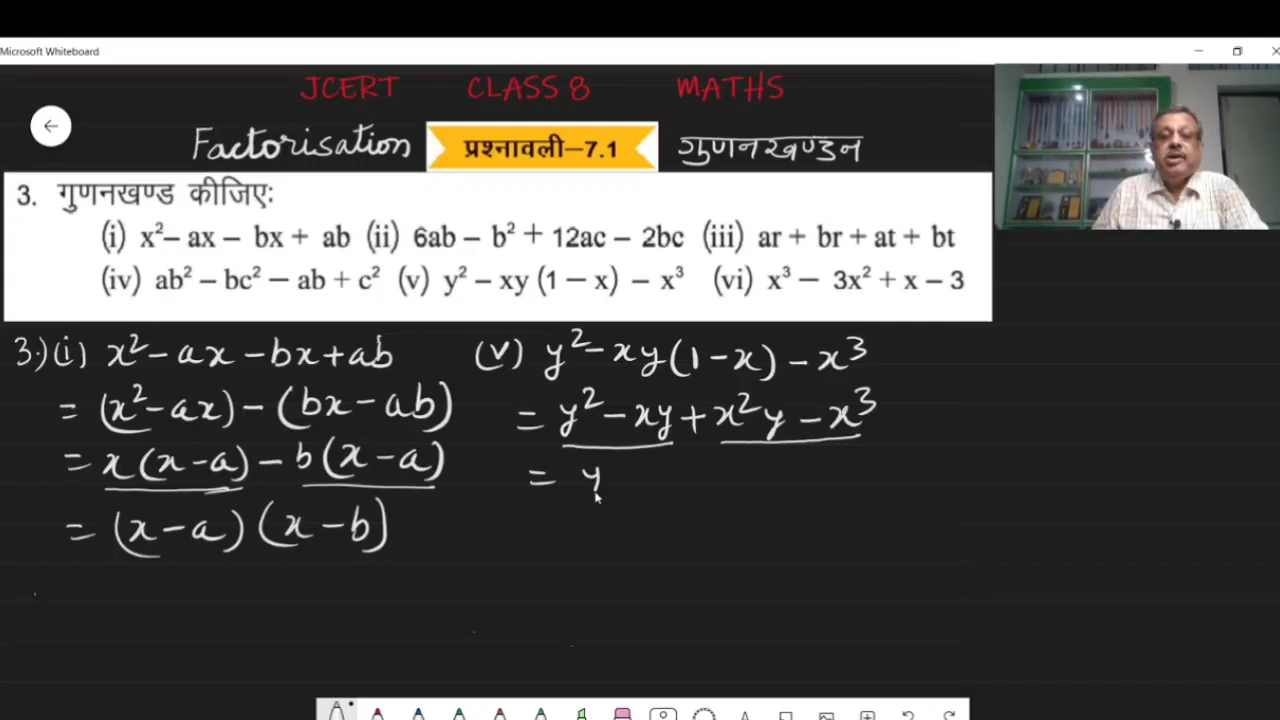 Microsoft Whiteboard
JCERT CLASS 8 MATHS
Factorisation प्रश्नावली–7.1 गुणनखण्डन
3. गुणनखण्ड कीजिएः
(i) x²– ax – bx + ab (ii) 6ab – b² + 12ac – 2bc (iii) ar + br + at + bt
(iv) ab² – bc² – ab + c² (v) y² – xy (1 – x) – x³ (vi) x³ – 3x² + x – 3
3.)(i) x²-ax-bx+ab
= (x²-ax)-(bx-ab)
= x(x-a)-b(x-a)
= (x-a)(x-b)
(v) y²-xy(1-x)-x³
= y²-xy+x²y-x³
= y